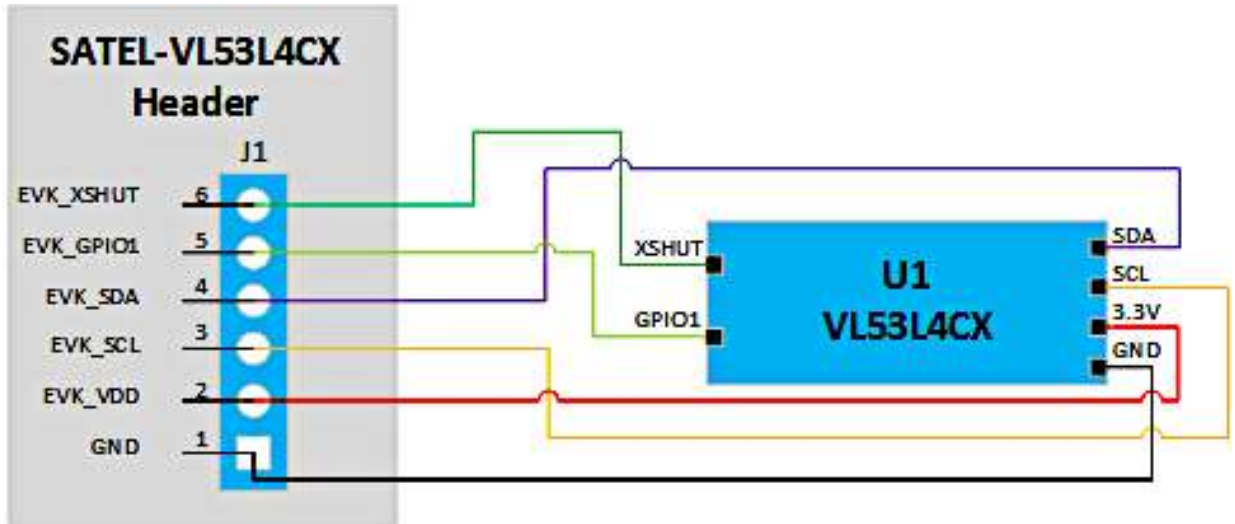 SATEL-VL53L4CX
Header
J1
EVK_XSHUT 6
EVK_GPIO1 5
EVK_SDA 4
EVK_SCL 3
EVK_VDD 2
GND 1
XSHUT
GPIO1
U1
VL53L4CX
SDA
SCL
3.3V
GND